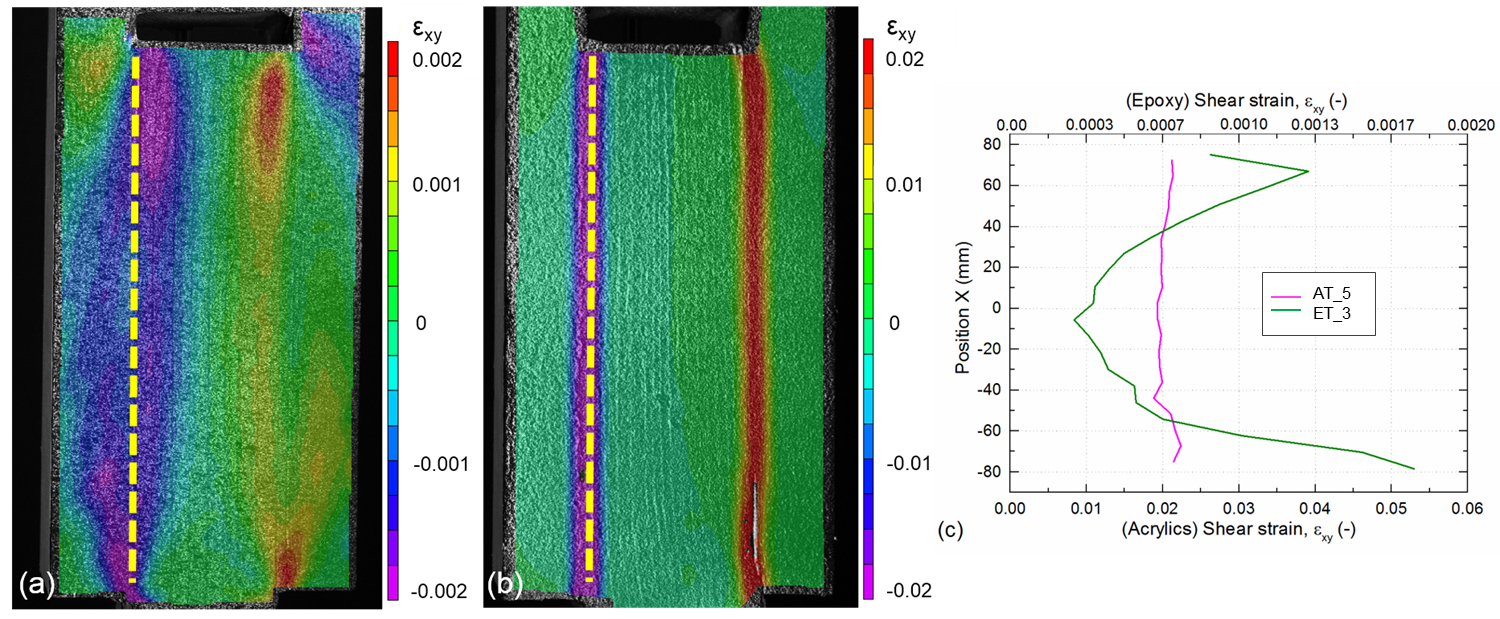 εxy
0.002
0.001
0
-0.001
-0.002
(a)
εxy
0.02
0.01
0
-0.01
-0.02
(b)
(Epoxy) Shear strain, εxy (-)
0.00 0.0003 0.0007 0.0010 0.0013 0.0017 0.0020
80
60
40
20
0
-20
-40
-60
-80
Position X (mm)
AT_5
ET_3
0.00 0.01 0.02 0.03 0.04 0.05 0.06
(Acrylics) Shear strain, εxy (-)
(c)